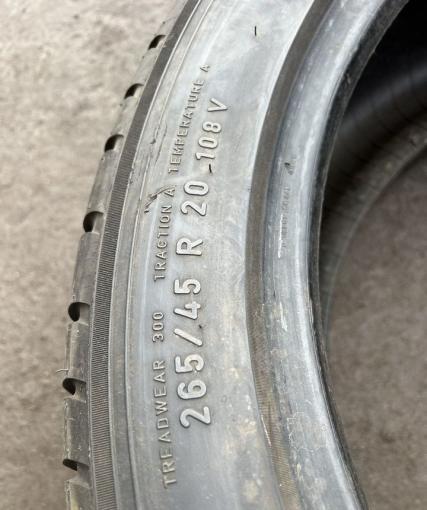 TREADWEAR 300 TRACTION A TEMPERATURE A
265/45 R 20 108 V